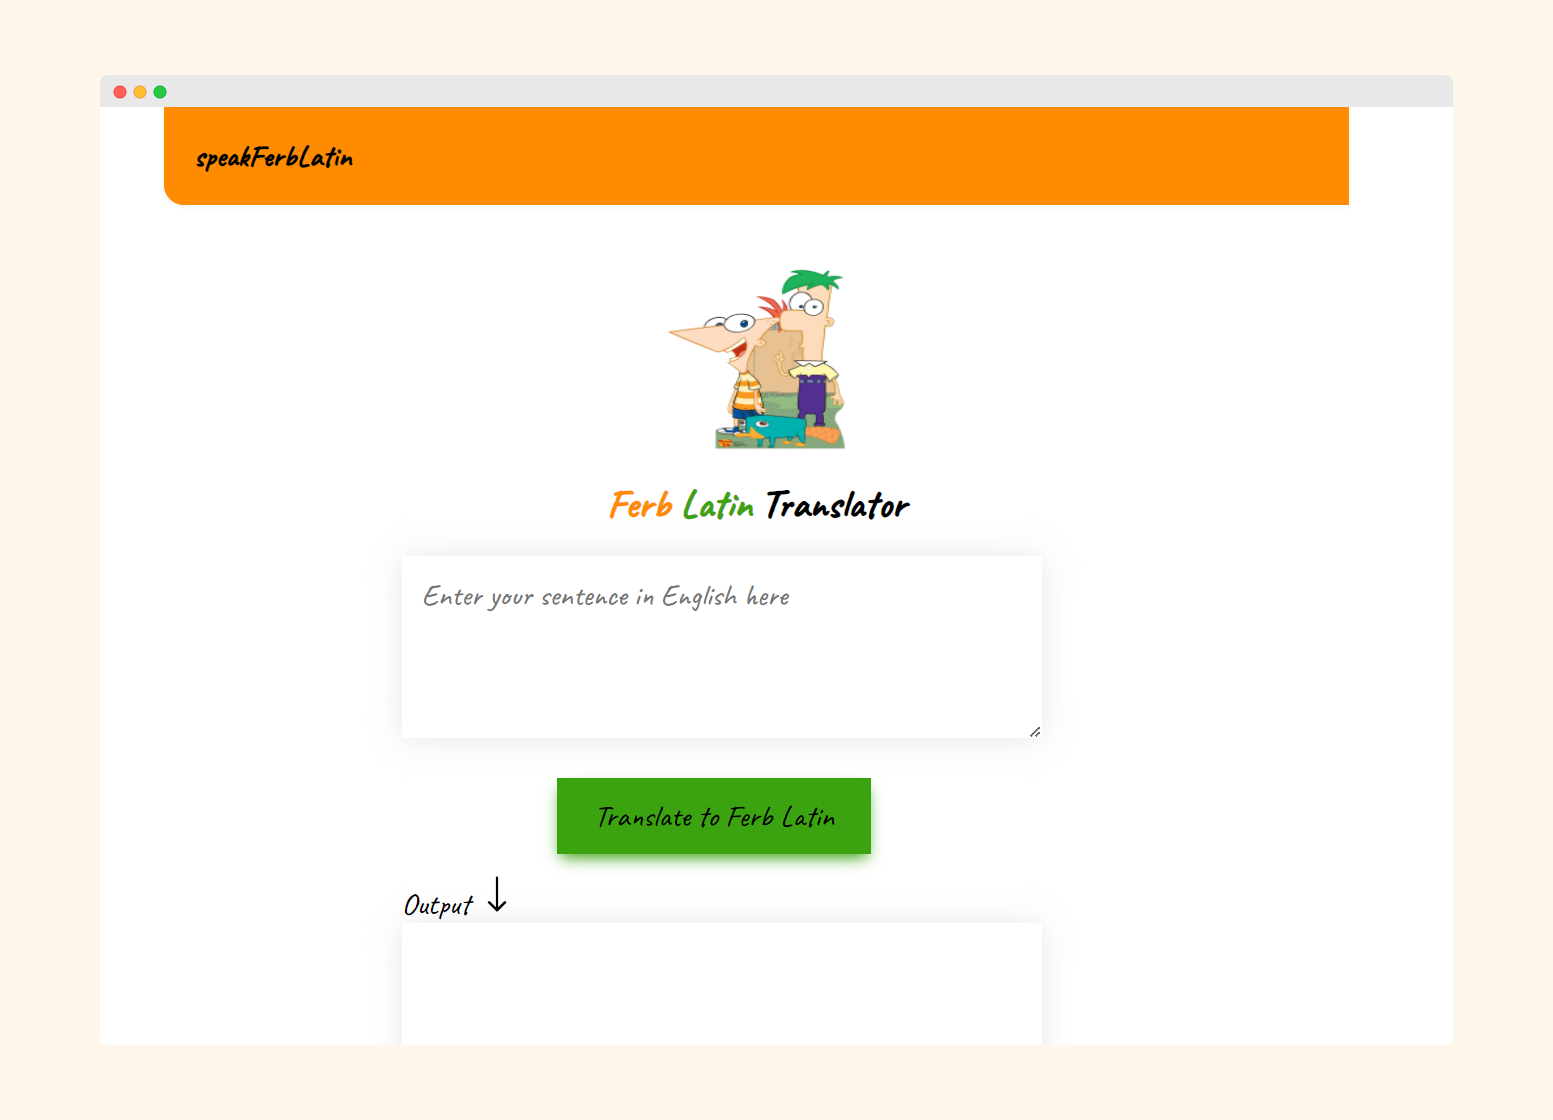 speakFerbLatin
Ferb Latin Translator
Enter your sentence in English here
Translate to Ferb Latin
Output ↓